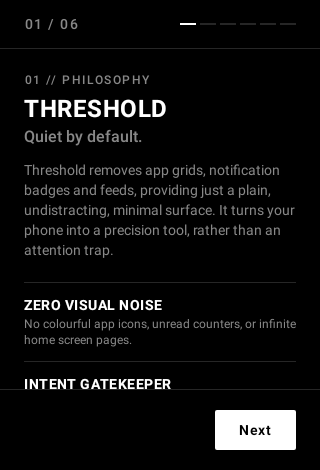 01 / 06
01 // PHILOSOPHY
THRESHOLD
Quiet by default.
Threshold removes app grids, notification
badges and feeds, providing just a plain,
undistracting, minimal surface. It turns your
phone into a precision tool, rather than an
attention trap.
ZERO VISUAL NOISE
No colourful app icons, unread counters, or infinite
home screen pages.
INTENT GATEKEEPER
Next